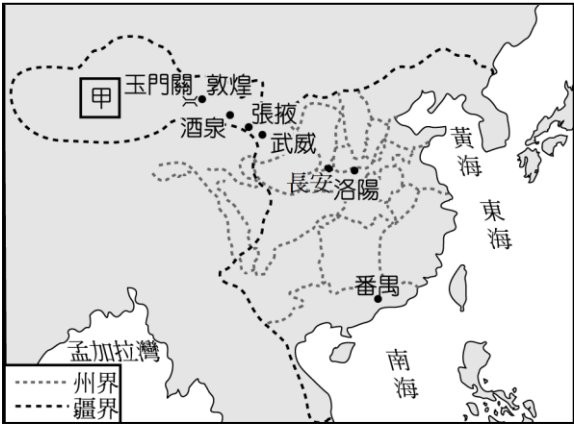 玉門關 敦煌
甲
酒泉
張掖
武威
長安
洛陽
黃海
東海
番禺
孟加拉灣
南海
州界
疆界